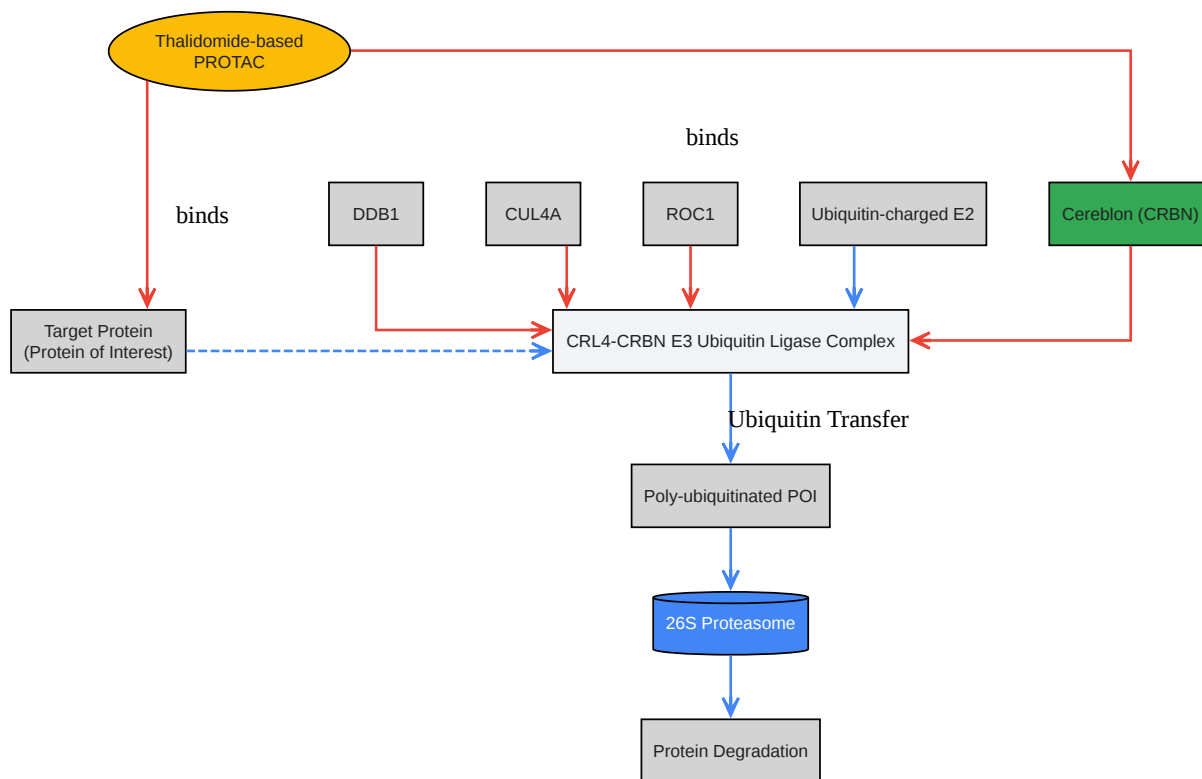 Thalidomide-based
PROTAC
binds
binds
DDB1
CUL4A
ROC1
Ubiquitin-charged E2
Cereblon (CRBN)
Target Protein
(Protein of Interest)
CRL4-CRBN E3 Ubiquitin Ligase Complex
Ubiquitin Transfer
Poly-ubiquitinated POI
26S Proteasome
Protein Degradation